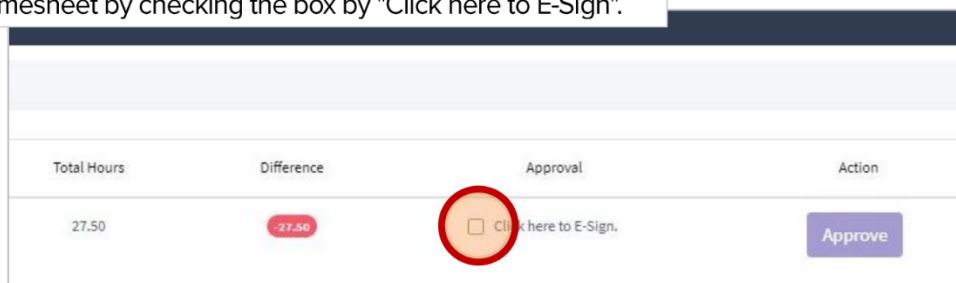 mesheet by checking the box by "Click here to E-Sign".
Total Hours Difference Approval Action
27.50 -27.50 Click here to E-Sign. Approve